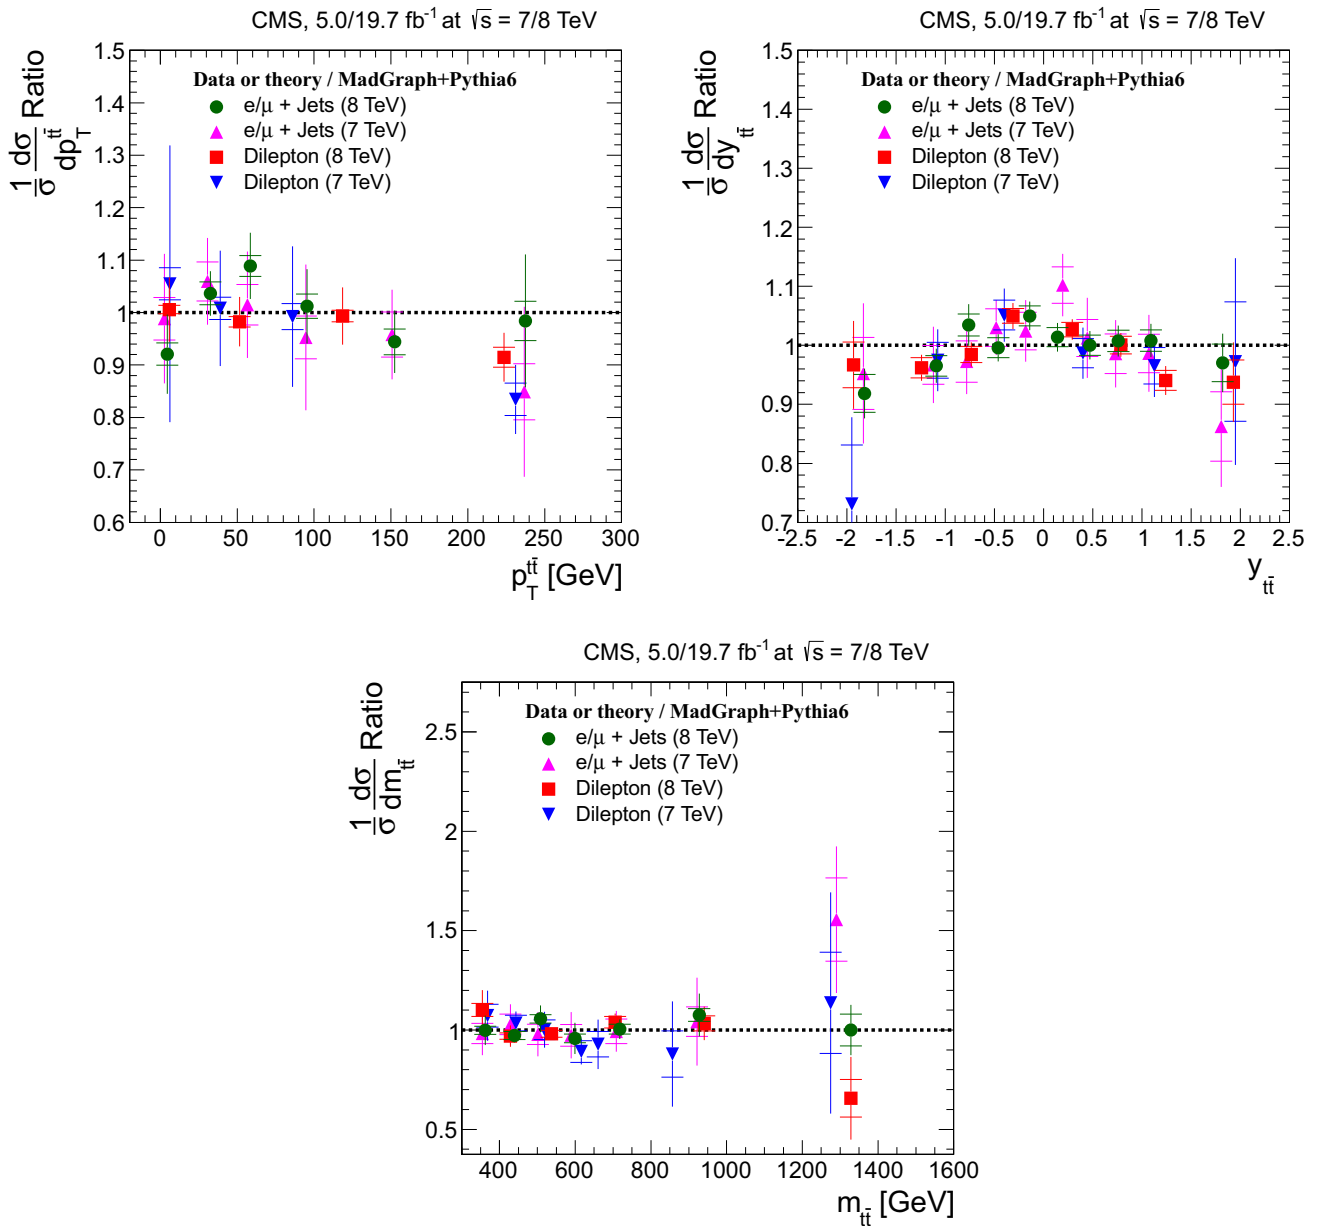 CMS, 5.0/19.7 fb⁻¹ at √s = 7/8 TeV
1/σ dσ/dp_T^{tt̄} Ratio
Data or theory / MadGraph+Pythia6
e/μ + Jets (8 TeV)
e/μ + Jets (7 TeV)
Dilepton (8 TeV)
Dilepton (7 TeV)
1.5
1.4
1.3
1.2
1.1
1
0.9
0.8
0.7
0.6
0 50 100 150 200 250 300
p_T^{tt̄} [GeV]
CMS, 5.0/19.7 fb⁻¹ at √s = 7/8 TeV
1/σ dσ/dy_{tt̄} Ratio
Data or theory / MadGraph+Pythia6
e/μ + Jets (8 TeV)
e/μ + Jets (7 TeV)
Dilepton (8 TeV)
Dilepton (7 TeV)
1.5
1.4
1.3
1.2
1.1
1
0.9
0.8
0.7
-2.5 -2 -1.5 -1 -0.5 0 0.5 1 1.5 2 2.5
y_{tt̄}
CMS, 5.0/19.7 fb⁻¹ at √s = 7/8 TeV
1/σ dσ/dm_{tt̄} Ratio
Data or theory / MadGraph+Pythia6
e/μ + Jets (8 TeV)
e/μ + Jets (7 TeV)
Dilepton (8 TeV)
Dilepton (7 TeV)
2.5
2
1.5
1
0.5
400 600 800 1000 1200 1400 1600
m_{tt̄} [GeV]